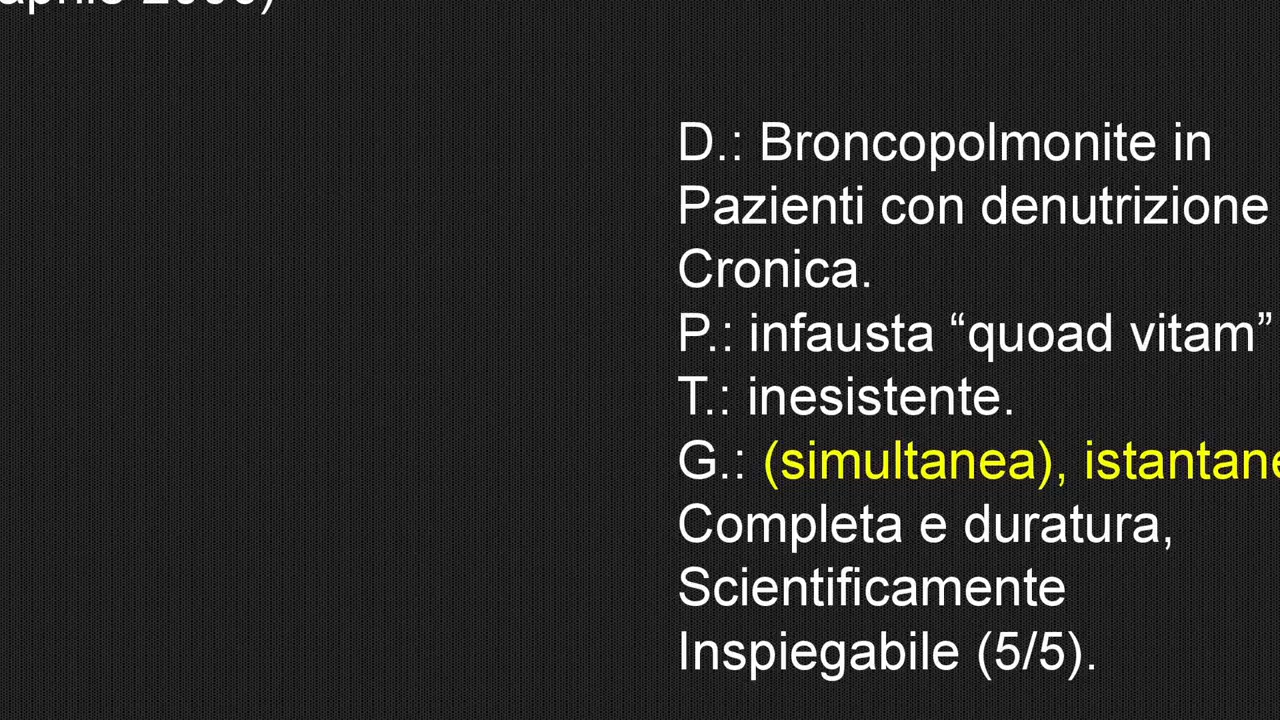 D.: Broncopolmonite in
Pazienti con denutrizione
Cronica.
P.: infausta “quoad vitam”
T.: inesistente.
G.: (simultanea),
Completa e duratura,
Scientificamente
Inspiegabile (5/5).